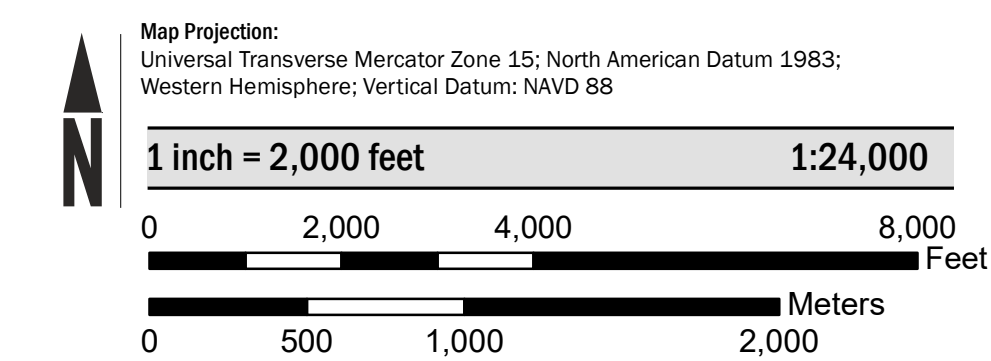 Map Projection:
Universal Transverse Mercator Zone 15; North American Datum 1983;
Western Hemisphere; Vertical Datum: NAVD 88
N
1 inch = 2,000 feet 1:24,000
0 2,000 4,000 8,000
Feet
Meters
0 500 1,000 2,000